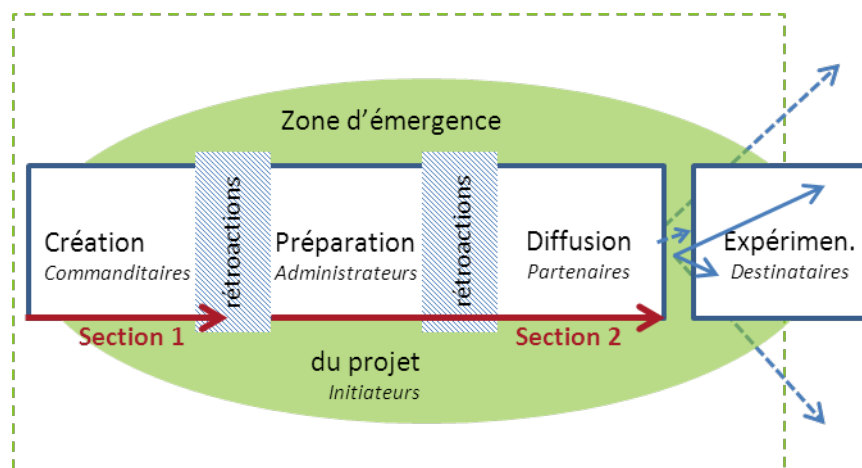 Zone d'émergence
Création
Commanditaires
rétroactions
Préparation
Administrateurs
rétroactions
Diffusion
Partenaires
Expérimen.
Destinataires
Section 1
Section 2
du projet
Initiateurs